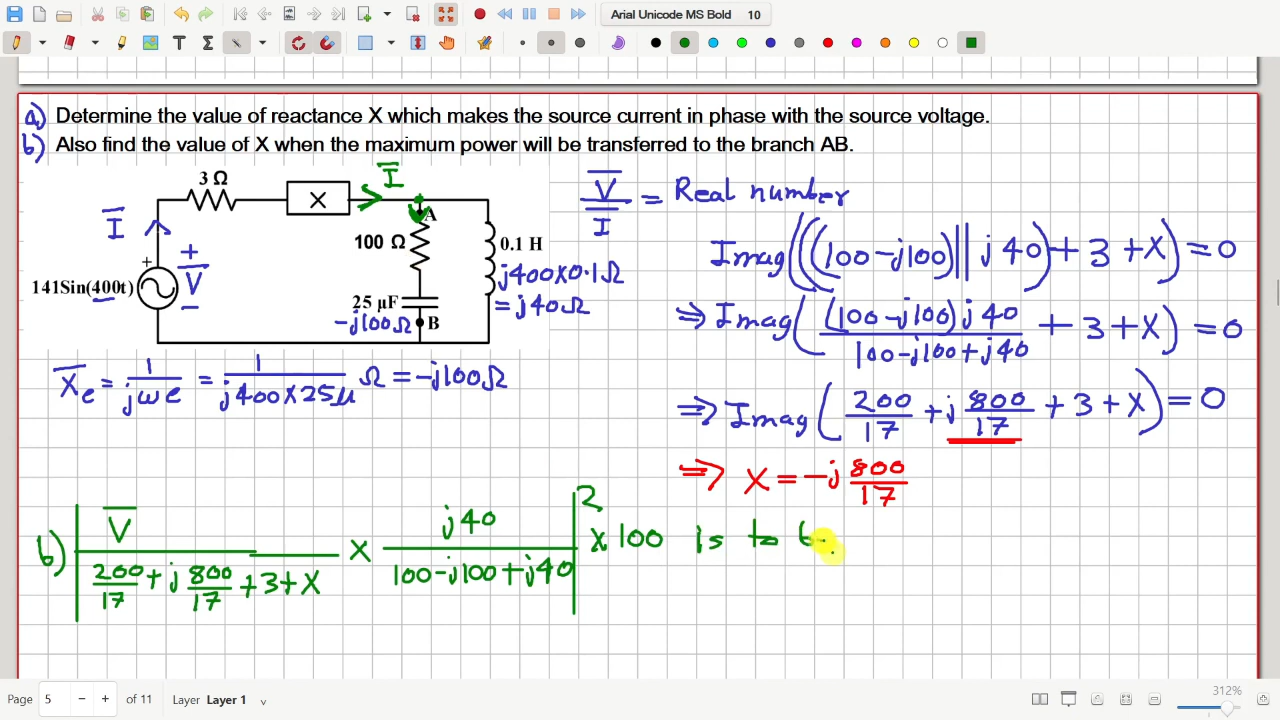 Arial Unicode MS Bold 10
a) Determine the value of reactance X which makes the source current in phase with the source voltage.
b) Also find the value of X when the maximum power will be transferred to the branch AB.
3 Ω
X
I
A
I
+
V
−
+
141Sin(400t)
100 Ω
25 μF
-j100Ω
B
0.1 H
j400×0.1Ω
= j40Ω
V/I = Real number
Imag(((100-j100)||j40)+3+X)=0
⇒ Imag((100-j100)j40/100-j100+j40 + 3 + X) = 0
⇒ Imag(200/17 + j 800/17 + 3 + X) = 0
⇒ X = -j 800/17
Xc = 1/jωc = 1/j400×25μ Ω = -j100Ω
b) |V/200/17 + j 800/17 + 3 + X × j40/100-j100+j40|² × 100 is to b
Page 5 − + of 11 Layer Layer 1
312%